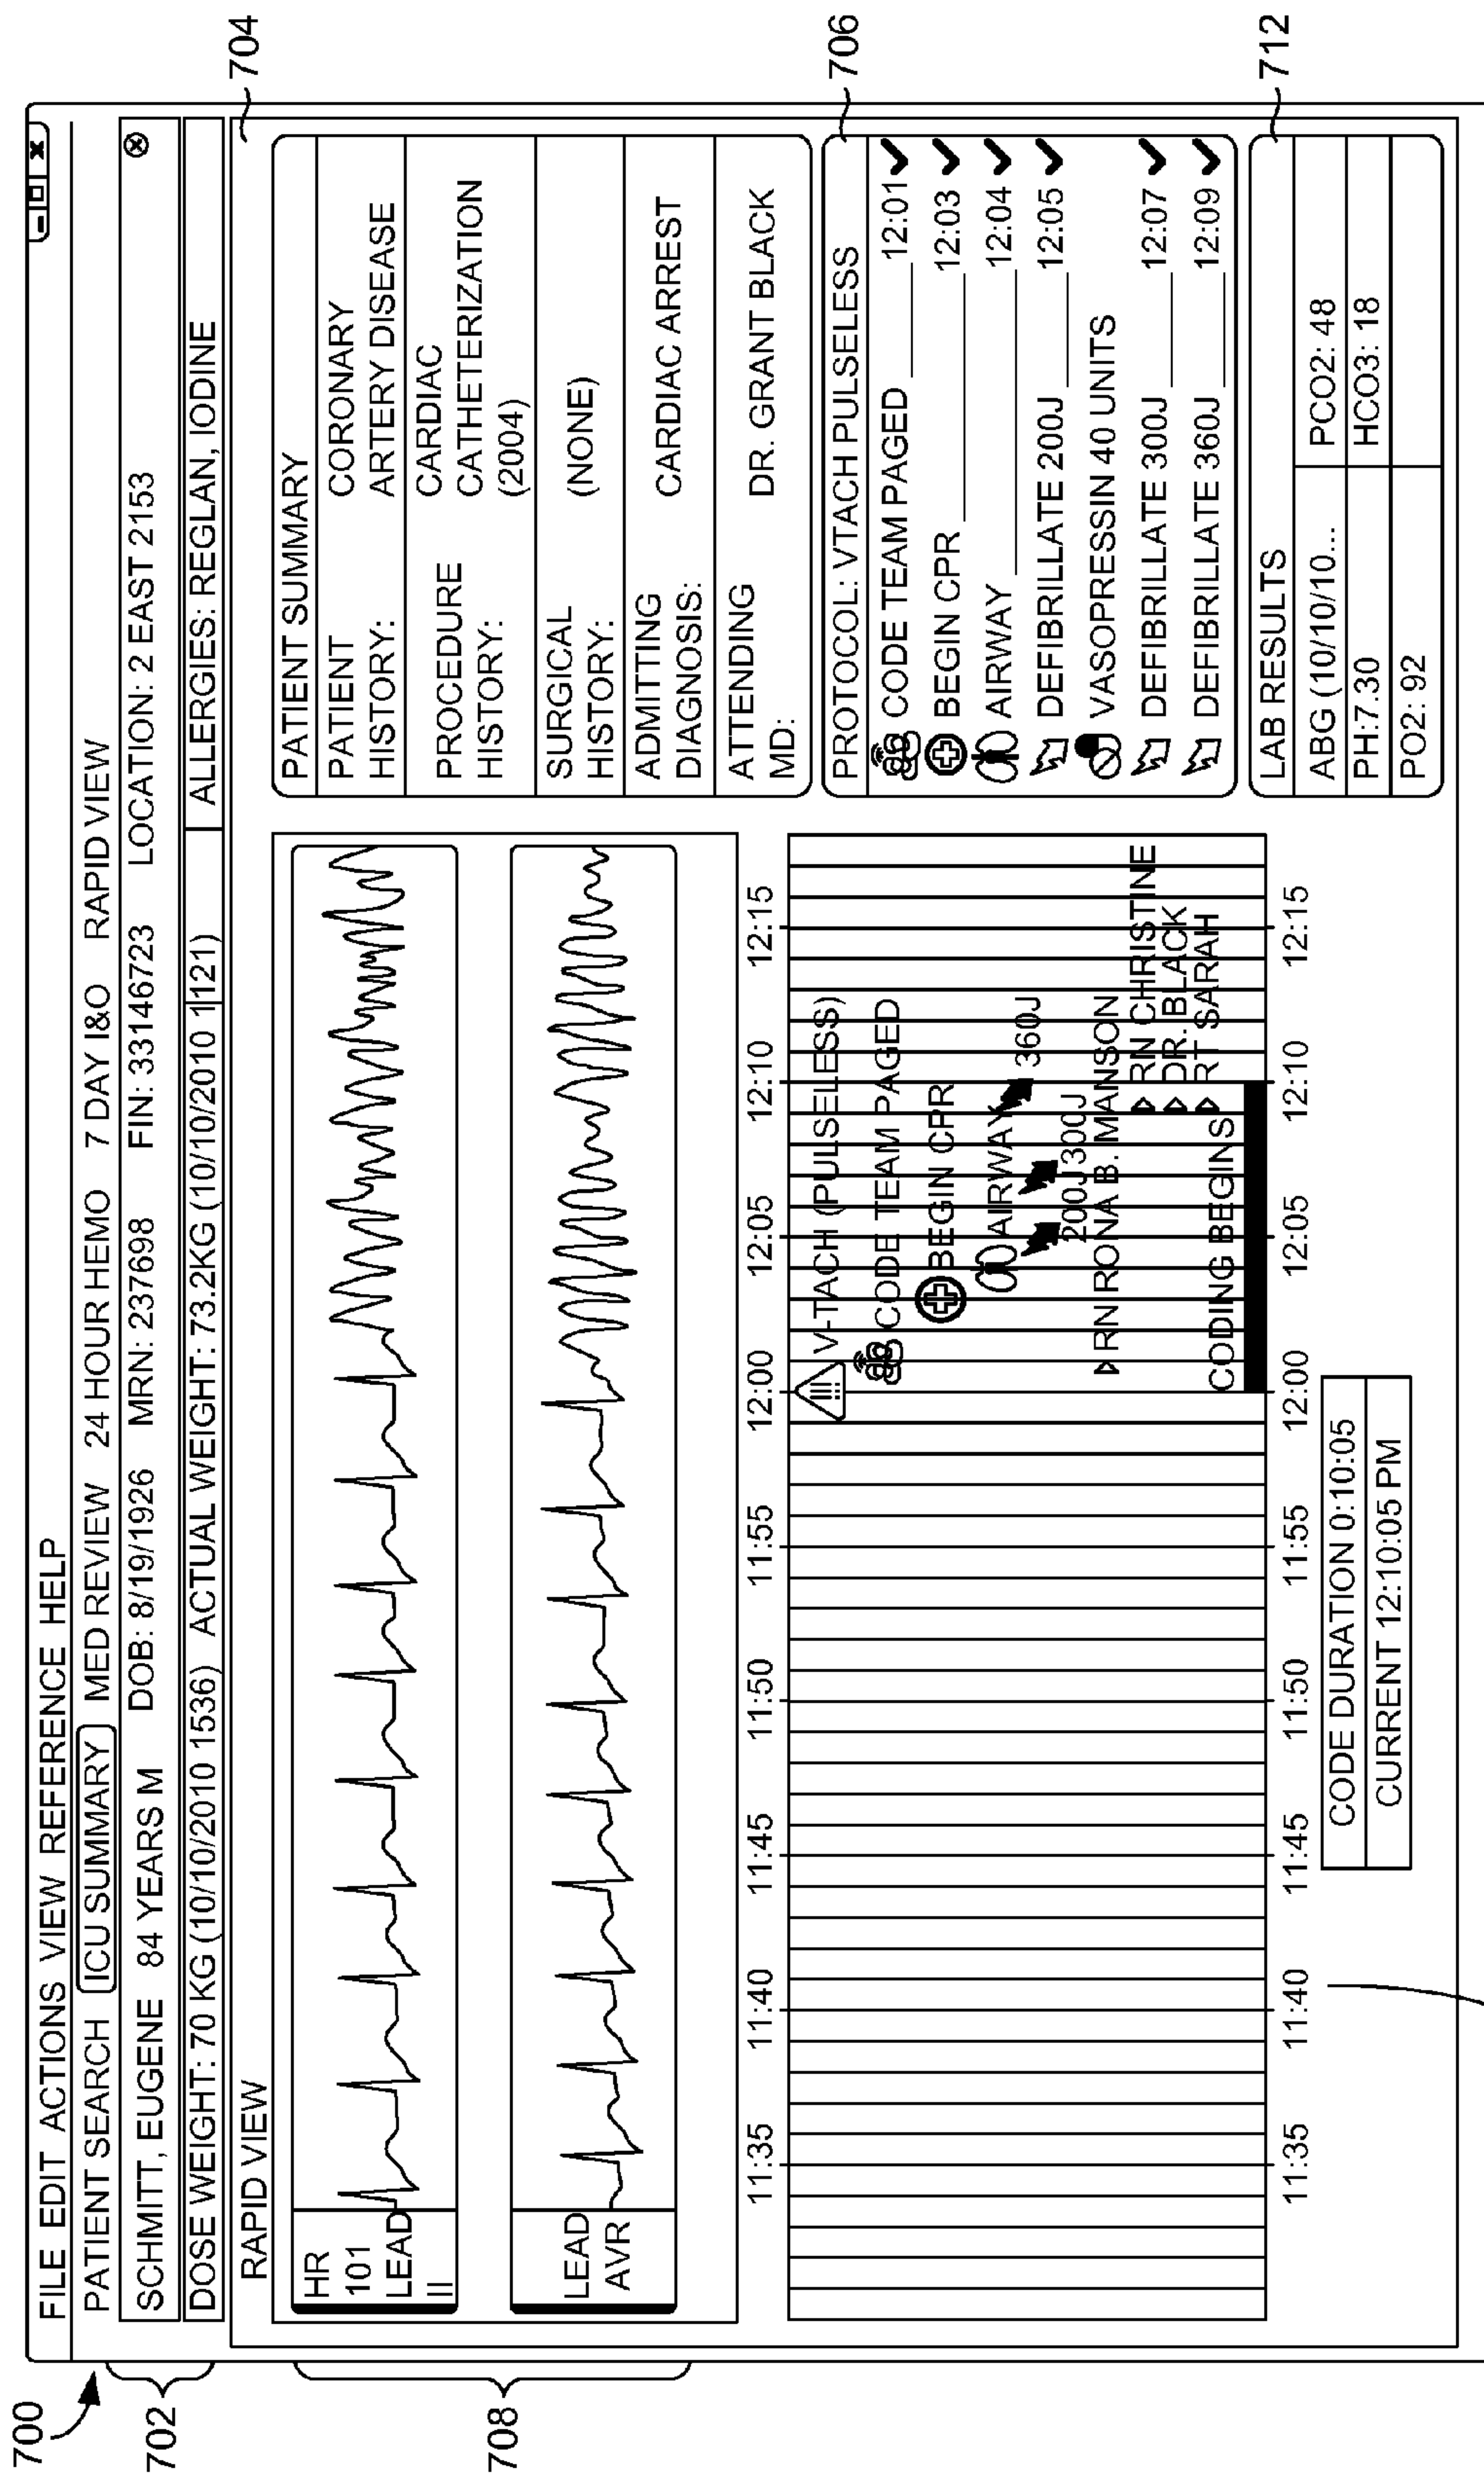 700
702
704
706
708
712
FILE EDIT ACTIONS VIEW REFERENCE HELP
PATIENT SEARCH ICU SUMMARY MED REVIEW 24 HOUR HEMO 7 DAY I&O RAPID VIEW
SCHMITT, EUGENE 84 YEARS M DOB: 8/19/1926 MRN: 237698 FIN: 33146723 LOCATION: 2 EAST 2153
DOSE WEIGHT: 70 KG (10/10/2010 1536) ACTUAL WEIGHT: 73.2KG (10/10/2010 1121) ALLERGIES: REGLAN, IODINE
RAPID VIEW
HR
101
LEAD
II
LEAD
AVR
11:35 11:40 11:45 11:50 11:55 12:00 12:05 12:10 12:15
V-TACH (PULSELESS)
CODE TEAM PAGED
BEGIN CPR
AIRWAY
360J
200J 300J
RN RONA B. MANSON
RN CHRISTINE
DR. BLACK
RT SARAH
CODING BEGINS
11:35 11:40 11:45 11:50 11:55 12:00 12:05 12:10 12:15
CODE DURATION 0:10:05
CURRENT 12:10:05 PM
PATIENT SUMMARY
PATIENT CORONARY
HISTORY: ARTERY DISEASE
CARDIAC
PROCEDURE CATHETERIZATION
HISTORY: (2004)
SURGICAL (NONE)
HISTORY:
ADMITTING CARDIAC ARREST
DIAGNOSIS:
ATTENDING DR. GRANT BLACK
MD:
PROTOCOL: VTACH PULSELESS
CODE TEAM PAGED 12:01
BEGIN CPR 12:03
AIRWAY 12:04
DEFIBRILLATE 200J 12:05
VASOPRESSIN 40 UNITS
DEFIBRILLATE 300J 12:07
DEFIBRILLATE 360J 12:09
LAB RESULTS
ABG (10/10/10... PCO2: 48
PH:7.30 HCO3: 18
PO2: 92